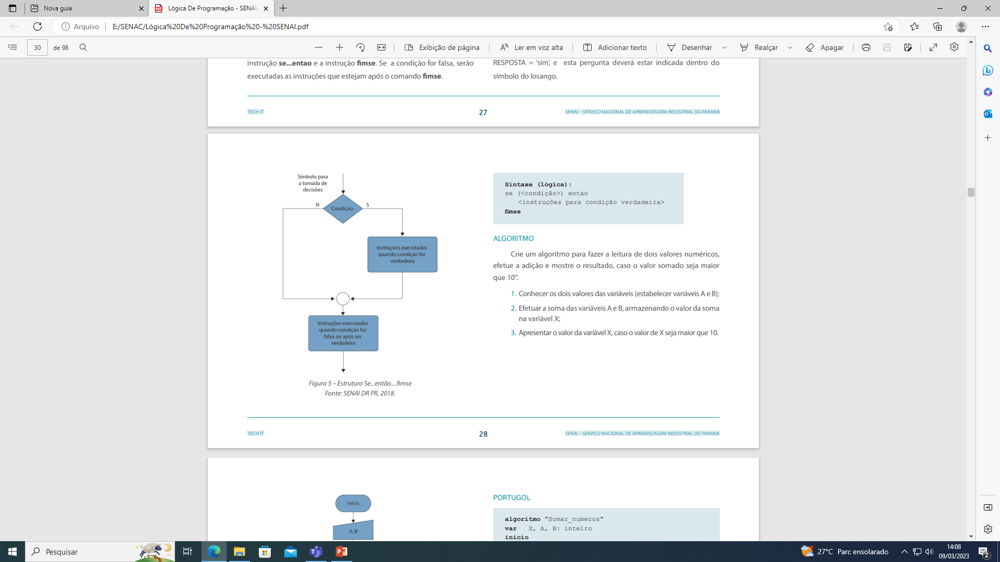 Nova guia
Lógica De Programação - SENAI.
Arquivo
E:/SENAC/Lógica%20De%20Programação%20-%20SENAI.pdf
30
de 98
Exibição de página
Ler em voz alta
Adicionar texto
Desenhar
Realçar
Apagar
instrução se...entao e a instrução fimse. Se a condição for falsa, serão
executadas as instruções que estejam após o comando fimse.
RESPOSTA = ‘sim’, e esta pergunta deverá estar indicada dentro do
símbolo do losango.
TECH IT
27
SENAI – SERVIÇO NACIONAL DE APRENDIZAGEM INDUSTRIAL DO PARANÁ
Símbolo para
a tomada de
decisões
N
S
Condição
Instruções executadas
quando condição for
verdadeira
Instruções executadas
quando condição for
falsa ou após ser
verdadeira
Figura 5 – Estrutura Se...então....fimse
Fonte: SENAI DR PR, 2018.
Sintaxe (lógica):
se (<condição>) entao
<instruções para condição verdadeira>
fimse
ALGORITMO
Crie um algoritmo para fazer a leitura de dois valores numéricos,
efetue a adição e mostre o resultado, caso o valor somado seja maior
que 10”.
1. Conhecer os dois valores das variáveis (estabelecer variáveis A e B);
2. Efetuar a soma das variáveis A e B, armazenando o valor da soma
na variável X;
3. Apresentar o valor da variável X, caso o valor de X seja maior que 10.
TECH IT
28
SENAI – SERVIÇO NACIONAL DE APRENDIZAGEM INDUSTRIAL DO PARANÁ
Início
A, B
PORTUGOL
algoritmo "Somar_numeros"
var X, A, B: inteiro
inicio
Pesquisar
27°C Parc ensolarado
14:08
09/03/2023
2